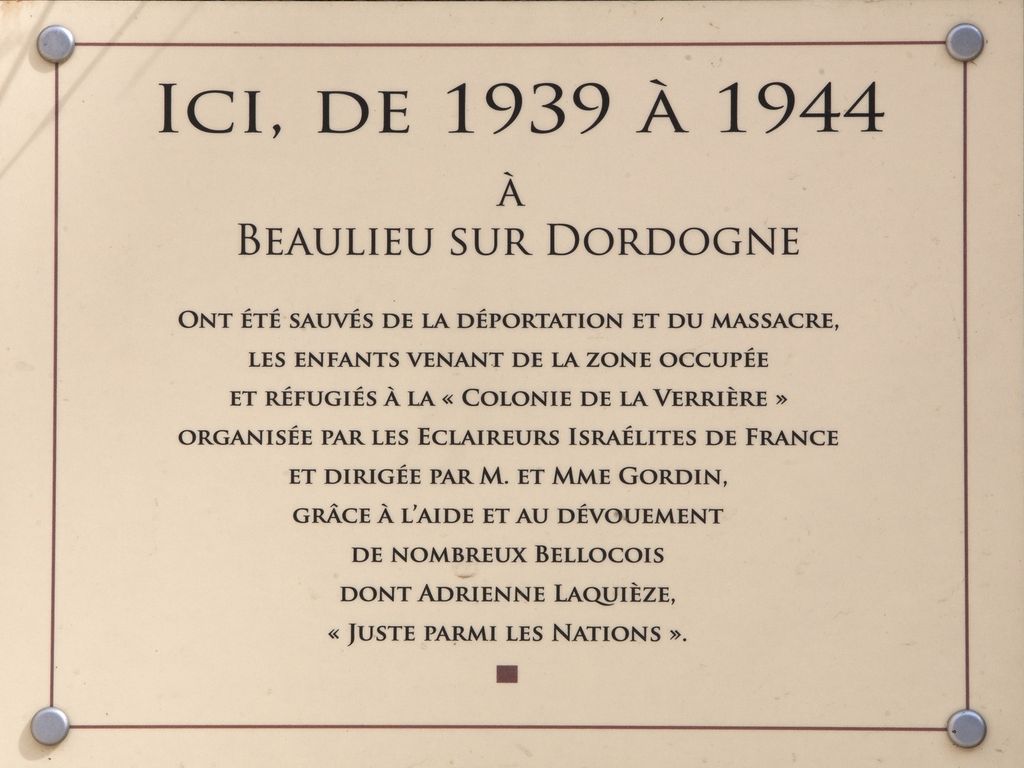 Ici, de 1939 à 1944
à
Beaulieu sur Dordogne
Ont été sauvés de la déportation et du massacre,
les enfants venant de la zone occupée
et réfugiés à la « Colonie de la Verrière »
organisée par les Eclaireurs Israélites de France
et dirigée par M. et Mme Gordin,
grâce à l'aide et au dévouement
de nombreux Bellocois
dont Adrienne Laquièze,
« Juste parmi les Nations ».